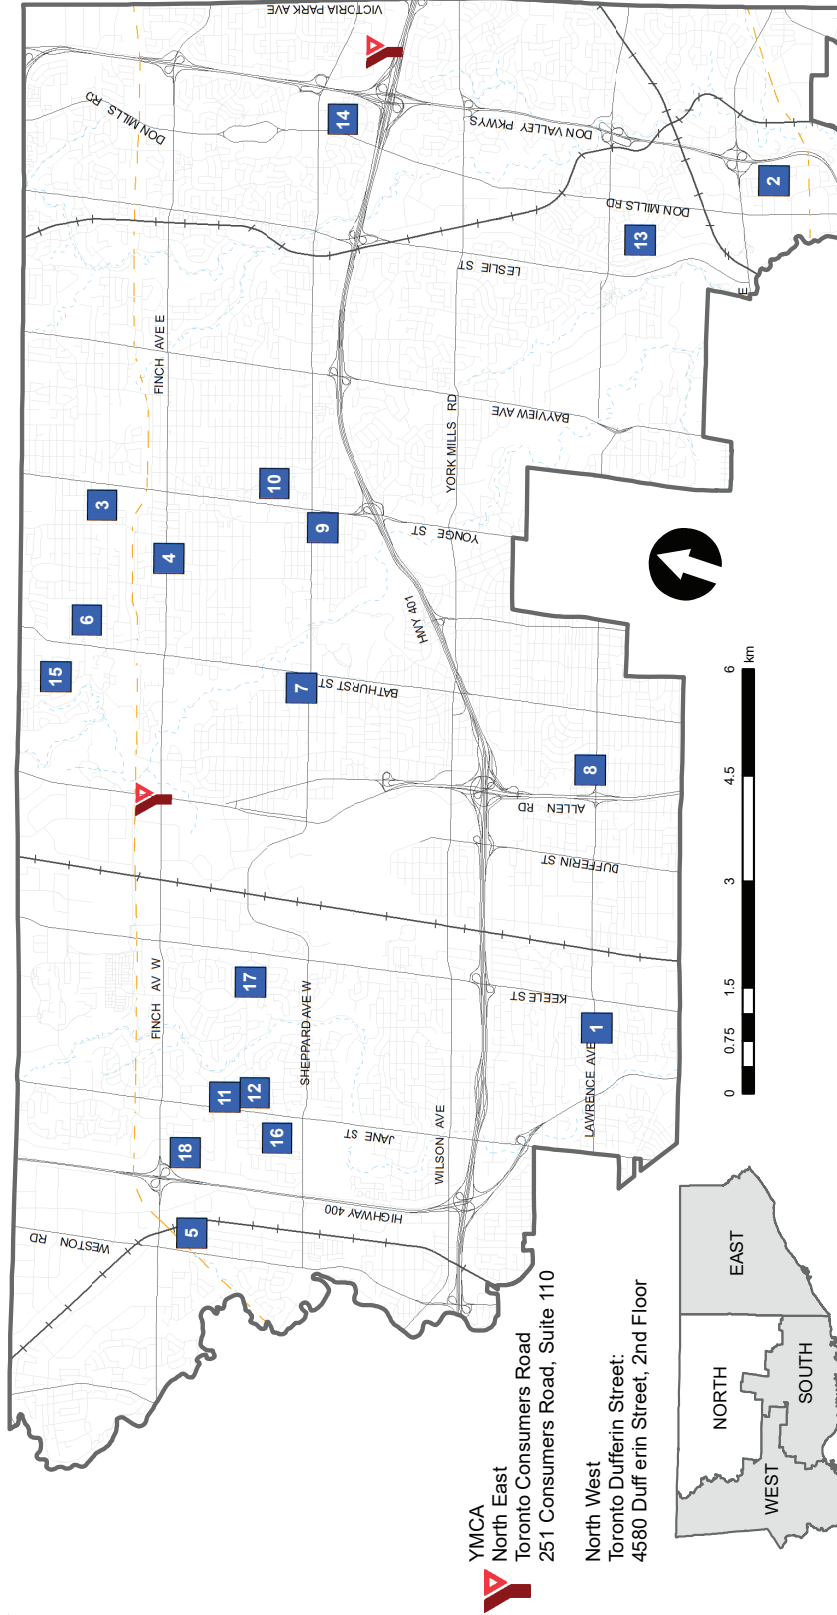 VICTORIA PARK AVE
DON MILLS RD
14
DON VALLEY PKWYS
2
DON MILLS RD
13
LESLIE ST
E
FINCH AVE E
BAYVIEW AVE
YORK MILLS RD
3
10
9
4
YONGE ST
6
HWY 401
15
7
BATHURST ST
8
ALLEN RD
DUFFERIN ST
FINCH AV W
17
SHEPPARD AVE W
KEELE ST
1
LAWRENCE AVE
11
12
16
JANE ST
WILSON AVE
18
5
HIGHWAY 400
WESTON RD
0 0.75 1.5 3 4.5 6
km
YMCA
North East
Toronto Consumers Road
251 Consumers Road, Suite 110
North West
Toronto Dufferin Street:
4580 Duff erin Street, 2nd Floor
NORTH
EAST
WEST
SOUTH